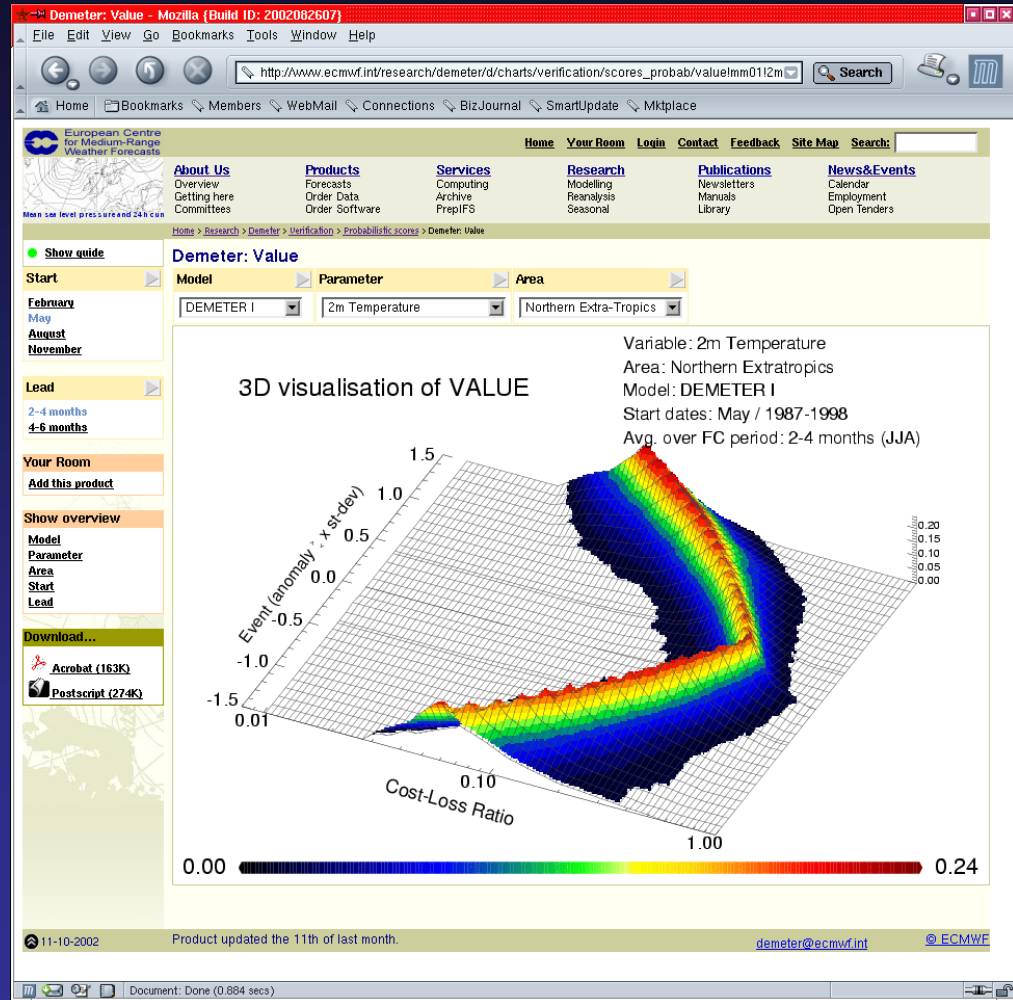 Demeter: Value - Mozilla {Build ID: 2002082607}
File Edit View Go Bookmarks Tools Window Help
http://www.ecmwf.int/research/demeter/d/charts/verification/scores_probab/value!mm01!2m
Search
Home Bookmarks Members WebMail Connections BizJournal SmartUpdate Mktplace
European Centre
for Medium-Range
Weather Forecasts
Home Your Room Login Contact Feedback Site Map Search:
About Us Products Services Research Publications News&Events
Overview Forecasts Computing Modelling Newsletters Calendar
Getting here Order Data Archive Reanalysis Manuals Employment
Committees Order Software PrepIFS Seasonal Library Open Tenders
Mean sea level pressure and 24h cun
Home > Research > Demeter > Verification > Probabilistic scores > Demeter: Value
Show guide
Demeter: Value
Start
Model Parameter Area
DEMETER I 2m Temperature Northern Extra-Tropics
February
May
August
November
Lead
2-4 months
4-6 months
Your Room
Add this product
Show overview
Model
Parameter
Area
Start
Lead
Download...
Acrobat (163K)
Postscript (274K)
3D visualisation of VALUE
Variable: 2m Temperature
Area: Northern Extratropics
Model: DEMETER I
Start dates: May / 1987-1998
Avg. over FC period: 2-4 months (JJA)
1.5
1.0
0.5
0.0
-0.5
-1.0
-1.5
Event (anomaly x st-dev)
0.20
0.15
0.10
0.05
0.00
0.01
0.10
1.00
Cost-Loss Ratio
0.00 0.24
11-10-2002
Product updated the 11th of last month.
demeter@ecmwf.int
© ECMWF
Document: Done (0.884 secs)